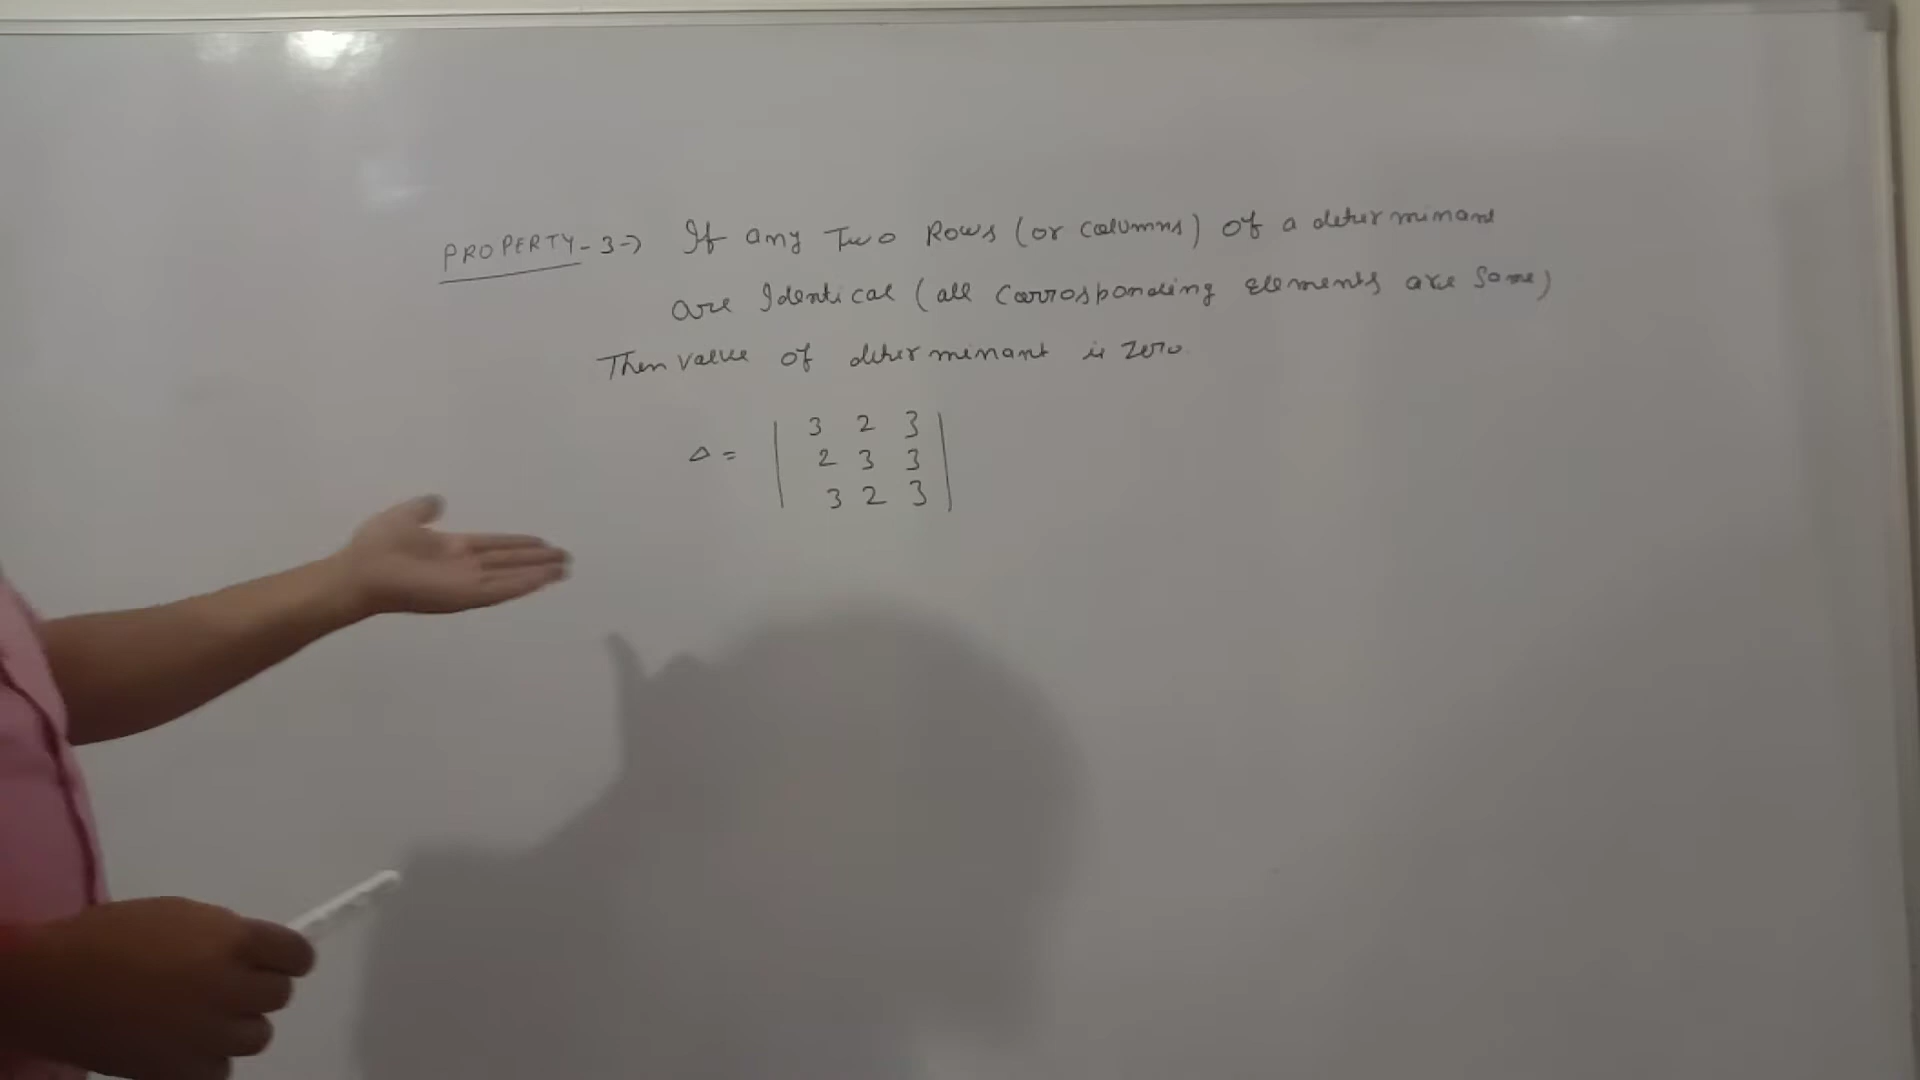 PROPERTY-3→ If any Two Rows (or columns) Of a determinant
are Identical (all Corrosponding elements are Same)
Then value of determinant is zero.
Δ = | 3 2 3 |
| 2 3 3 |
| 3 2 3 |